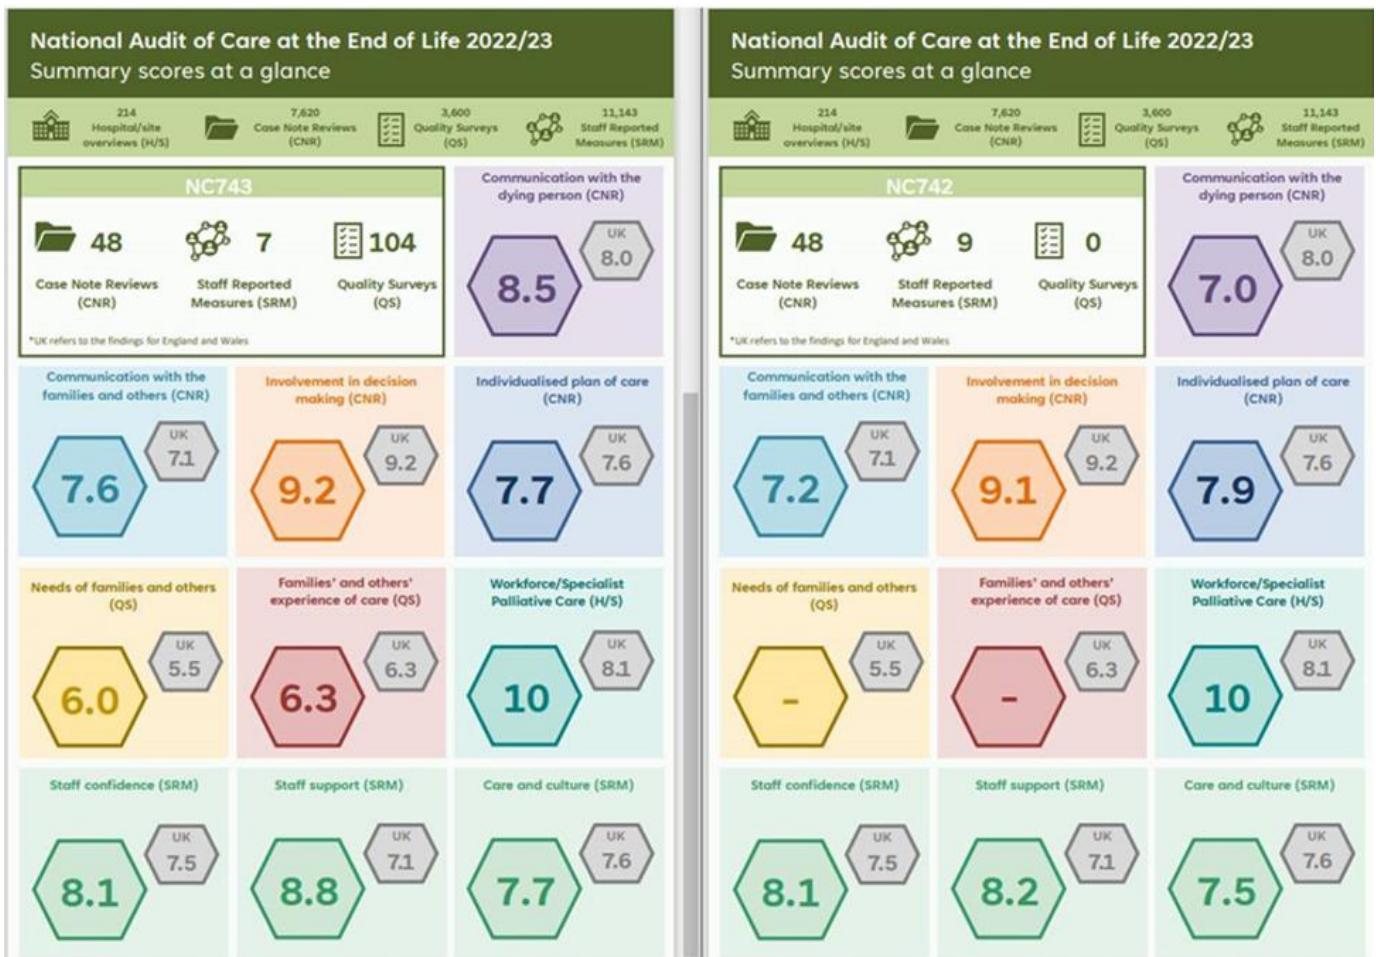 National Audit of Care at the End of Life 2022/23
Summary scores at a glance
214
Hospital/site
overviews (H/S)
7,620
Case Note Reviews
(CNR)
3,600
Quality Surveys
(QS)
11,143
Staff Reported
Measures (SRM)
NC743
48
Case Note Reviews
(CNR)
7
Staff Reported
Measures (SRM)
104
Quality Surveys
(QS)
*UK refers to the findings for England and Wales
Communication with the
dying person (CNR)
8.5
UK
8.0
Communication with the
families and others (CNR)
7.6
UK
7.1
Involvement in decision
making (CNR)
9.2
UK
9.2
Individualised plan of care
(CNR)
7.7
UK
7.6
Needs of families and others
(QS)
6.0
UK
5.5
Families' and others'
experience of care (QS)
6.3
UK
6.3
Workforce/Specialist
Palliative Care (H/S)
10
UK
8.1
Staff confidence (SRM)
8.1
UK
7.5
Staff support (SRM)
8.8
UK
7.1
Care and culture (SRM)
7.7
UK
7.6
National Audit of Care at the End of Life 2022/23
Summary scores at a glance
214
Hospital/site
overviews (H/S)
7,620
Case Note Reviews
(CNR)
3,600
Quality Surveys
(QS)
11,143
Staff Reported
Measures (SRM)
NC742
48
Case Note Reviews
(CNR)
9
Staff Reported
Measures (SRM)
0
Quality Surveys
(QS)
*UK refers to the findings for England and Wales
Communication with the
dying person (CNR)
7.0
UK
8.0
Communication with the
families and others (CNR)
7.2
UK
7.1
Involvement in decision
making (CNR)
9.1
UK
9.2
Individualised plan of care
(CNR)
7.9
UK
7.6
Needs of families and others
(QS)
-
UK
5.5
Families' and others'
experience of care (QS)
-
UK
6.3
Workforce/Specialist
Palliative Care (H/S)
10
UK
8.1
Staff confidence (SRM)
8.1
UK
7.5
Staff support (SRM)
8.2
UK
7.1
Care and culture (SRM)
7.5
UK
7.6